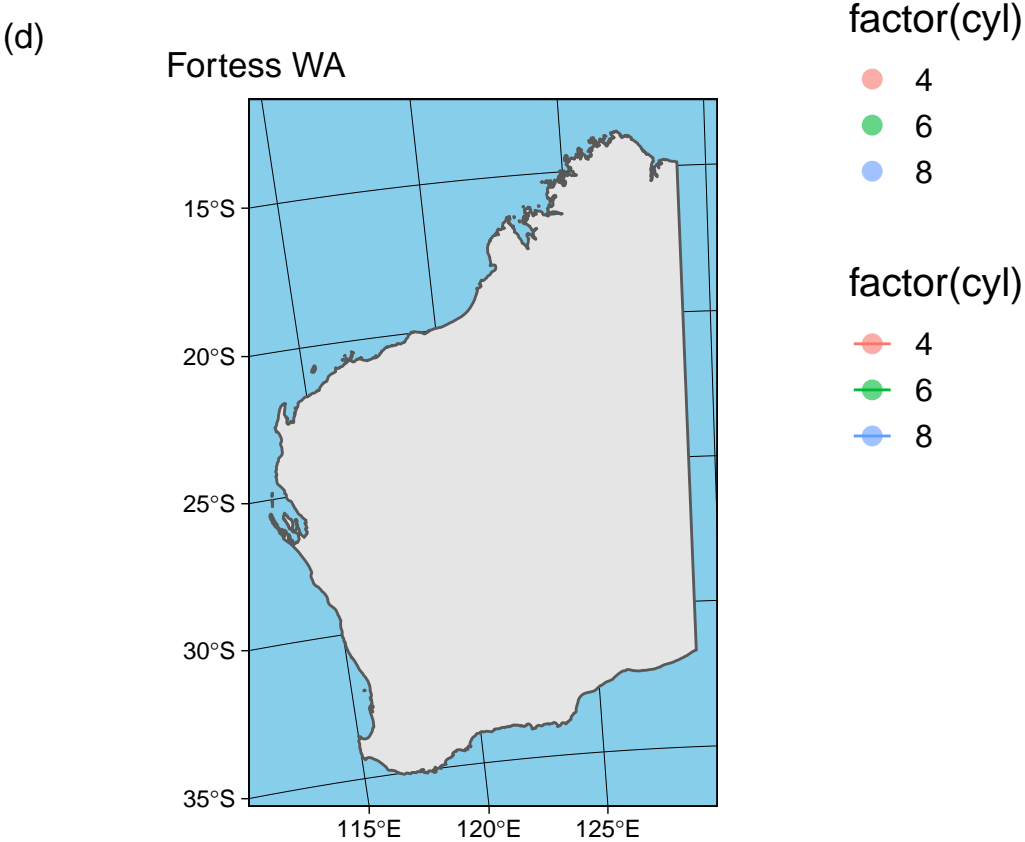 (d)
Fortess WA
15°S
20°S
25°S
30°S
35°S
115°E
120°E
125°E
factor(cyl)
4
6
8
factor(cyl)
4
6
8